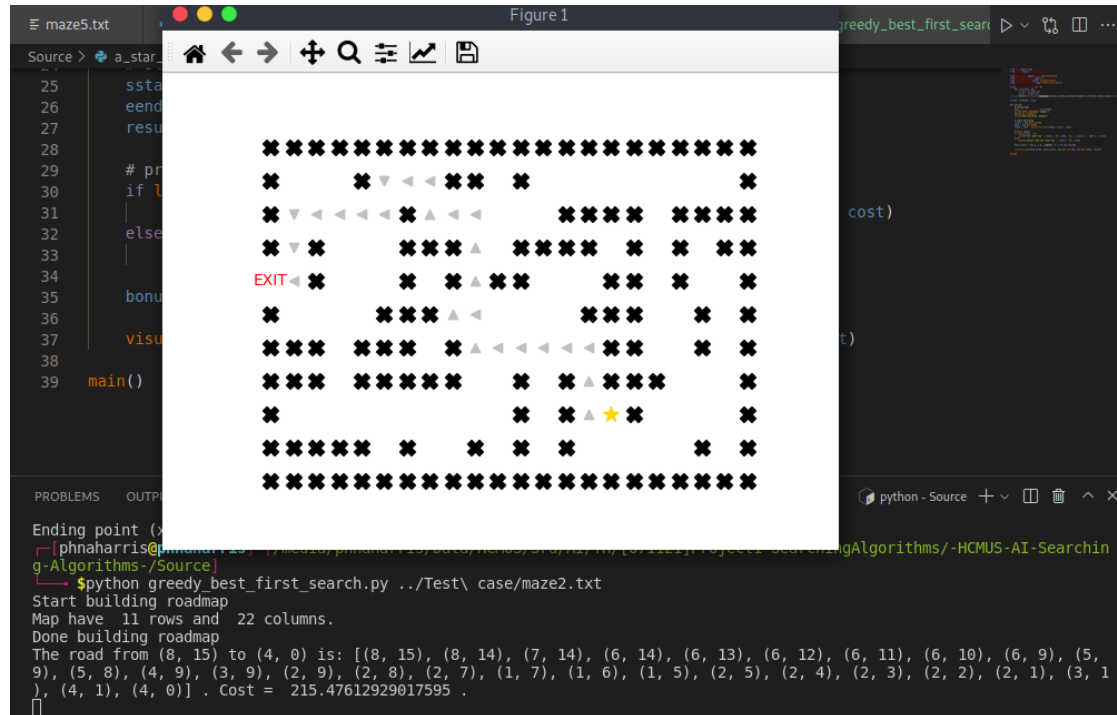 maze5.txt
Figure 1
greedy_best_first_searc
Source > a_star_
25 ssta
26 eend
27 resu
28
29 # pr
30 if l
31 cost)
32 else
33
34
35 bonu
36
37 visu t)
38
39 main()
EXIT
PROBLEMS OUTP python - Source
Ending point (x
┌─[phnaharris@
g-Algorithms-/Source]
└──╼ $python greedy_best_first_search.py ../Test\ case/maze2.txt
Start building roadmap
Map have 11 rows and 22 columns.
Done building roadmap
The road from (8, 15) to (4, 0) is: [(8, 15), (8, 14), (7, 14), (6, 14), (6, 13), (6, 12), (6, 11), (6, 10), (6, 9), (5,
9), (5, 8), (4, 9), (3, 9), (2, 9), (2, 8), (2, 7), (1, 7), (1, 6), (1, 5), (2, 5), (2, 4), (2, 3), (2, 2), (2, 1), (3, 1
), (4, 1), (4, 0)] . Cost = 215.47612929017595 .